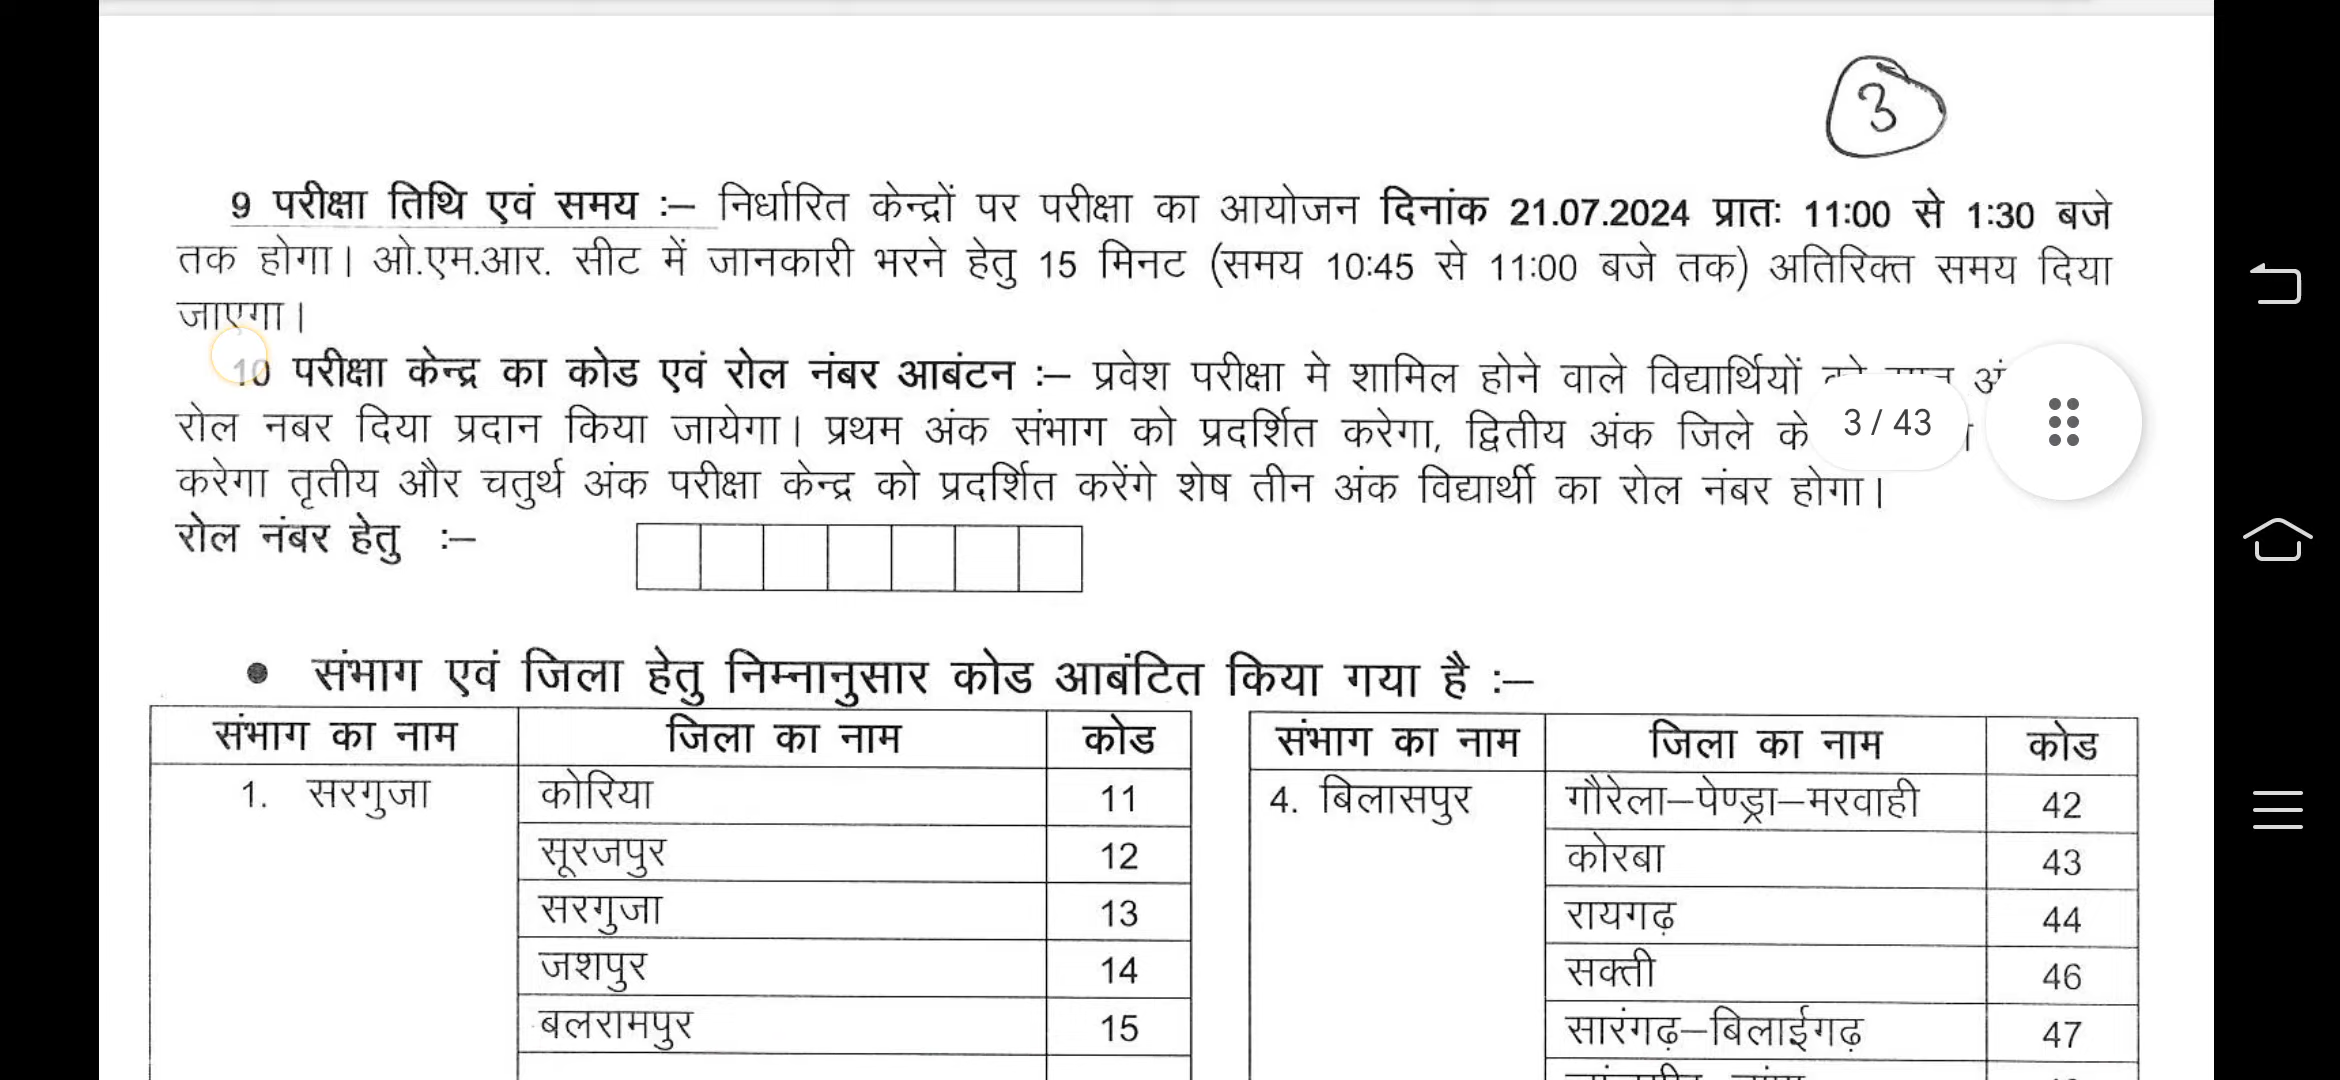 3
9 परीक्षा तिथि एवं समय :– निर्धारित केन्द्रों पर परीक्षा का आयोजन दिनांक 21.07.2024 प्रातः 11:00 से 1:30 बजे
तक होगा। ओ.एम.आर. सीट में जानकारी भरने हेतु 15 मिनट (समय 10:45 से 11:00 बजे तक) अतिरिक्त समय दिया
जाएगा।
10 परीक्षा केन्द्र का कोड एवं रोल नंबर आबंटन :– प्रवेश परीक्षा मे शामिल होने वाले विद्यार्थियों
रोल नबर दिया प्रदान किया जायेगा। प्रथम अंक संभाग को प्रदर्शित करेगा, द्वितीय अंक जिले के
3 / 43
करेगा तृतीय और चतुर्थ अंक परीक्षा केन्द्र को प्रदर्शित करेंगे शेष तीन अंक विद्यार्थी का रोल नंबर होगा।
रोल नंबर हेतु :–
• संभाग एवं जिला हेतु निम्नानुसार कोड आबंटित किया गया है :–
संभाग का नाम जिला का नाम कोड
1. सरगुजा कोरिया 11
सूरजपुर 12
सरगुजा 13
जशपुर 14
बलरामपुर 15
संभाग का नाम जिला का नाम कोड
4. बिलासपुर गौरेला–पेण्ड्रा–मरवाही 42
कोरबा 43
रायगढ़ 44
सक्ती 46
सारंगढ़–बिलाईगढ़ 47